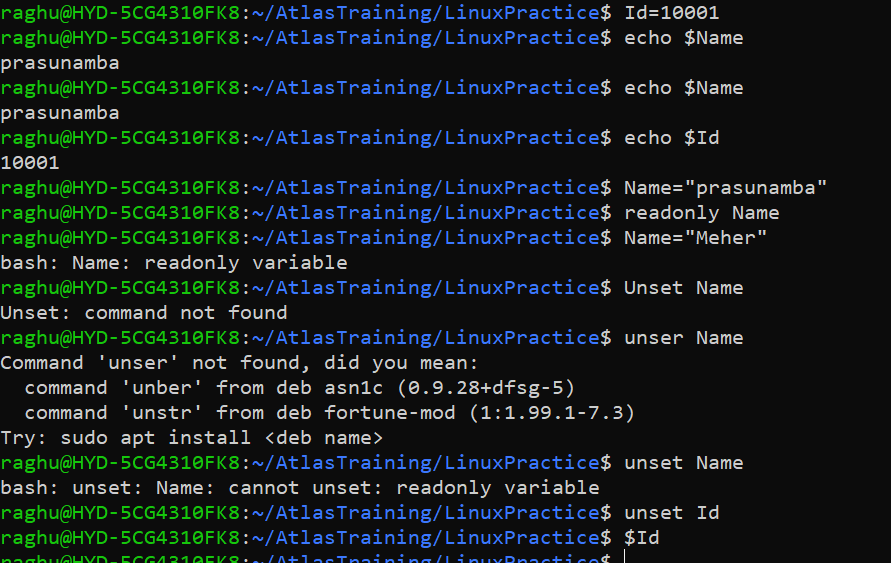 raghu@HYD-5CG4310FK8:~/AtlasTraining/LinuxPractice$ Id=10001
raghu@HYD-5CG4310FK8:~/AtlasTraining/LinuxPractice$ echo $Name
prasunamba
raghu@HYD-5CG4310FK8:~/AtlasTraining/LinuxPractice$ echo $Name
prasunamba
raghu@HYD-5CG4310FK8:~/AtlasTraining/LinuxPractice$ echo $Id
10001
raghu@HYD-5CG4310FK8:~/AtlasTraining/LinuxPractice$ Name="prasunamba"
raghu@HYD-5CG4310FK8:~/AtlasTraining/LinuxPractice$ readonly Name
raghu@HYD-5CG4310FK8:~/AtlasTraining/LinuxPractice$ Name="Meher"
bash: Name: readonly variable
raghu@HYD-5CG4310FK8:~/AtlasTraining/LinuxPractice$ Unset Name
Unset: command not found
raghu@HYD-5CG4310FK8:~/AtlasTraining/LinuxPractice$ unser Name
Command 'unser' not found, did you mean:
  command 'unber' from deb asn1c (0.9.28+dfsg-5)
  command 'unstr' from deb fortune-mod (1:1.99.1-7.3)
Try: sudo apt install <deb name>
raghu@HYD-5CG4310FK8:~/AtlasTraining/LinuxPractice$ unset Name
bash: unset: Name: cannot unset: readonly variable
raghu@HYD-5CG4310FK8:~/AtlasTraining/LinuxPractice$ unset Id
raghu@HYD-5CG4310FK8:~/AtlasTraining/LinuxPractice$ $Id
raghu@HYD-5CG4310FK8:~/AtlasTraining/LinuxPractice$